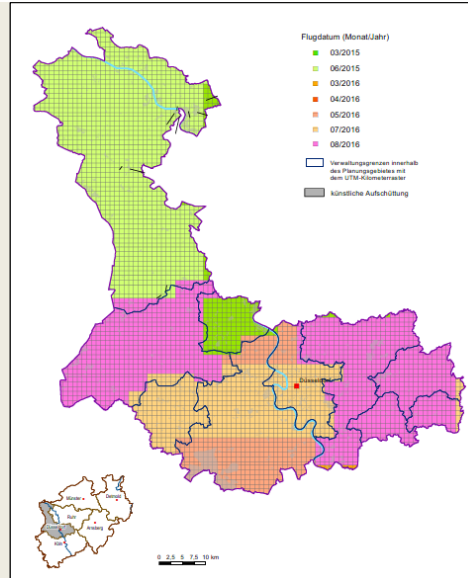 Flugdatum (Monat/Jahr)
03/2015
06/2015
03/2016
04/2016
05/2016
07/2016
08/2016
Verwaltungsgrenzen innerhalb
des Planungsgebietes mit
dem UTM-Kilometerraster
künstliche Aufschüttung
Münster
Detmold
Ruhr
Arnsberg
Köln
0 2,5 5 7,5 10 km